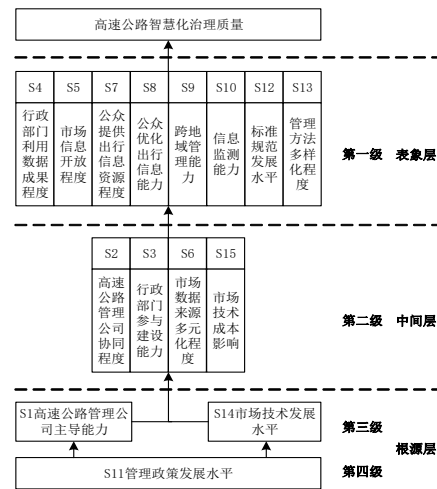 高速公路智慧化治理质量
S4 S5 S7 S8 S9 S10 S12 S13
行政部门利用数据成果程度
市场信息开放程度
公众提供出行信息资源程度
公众优化出行信息能力
跨地域管理能力
信息监测能力
标准规范发展水平
管理方法多样化程度
第一级 表象层
S2 S3 S6 S15
高速公路管理公司协同程度
行政部门参与建设能力
市场数据来源多元化程度
市场技术成本影响
第二级 中间层
S1高速公路管理公
司主导能力
S14市场技术发展
水平
第三级
根源层
S11管理政策发展水平
第四级